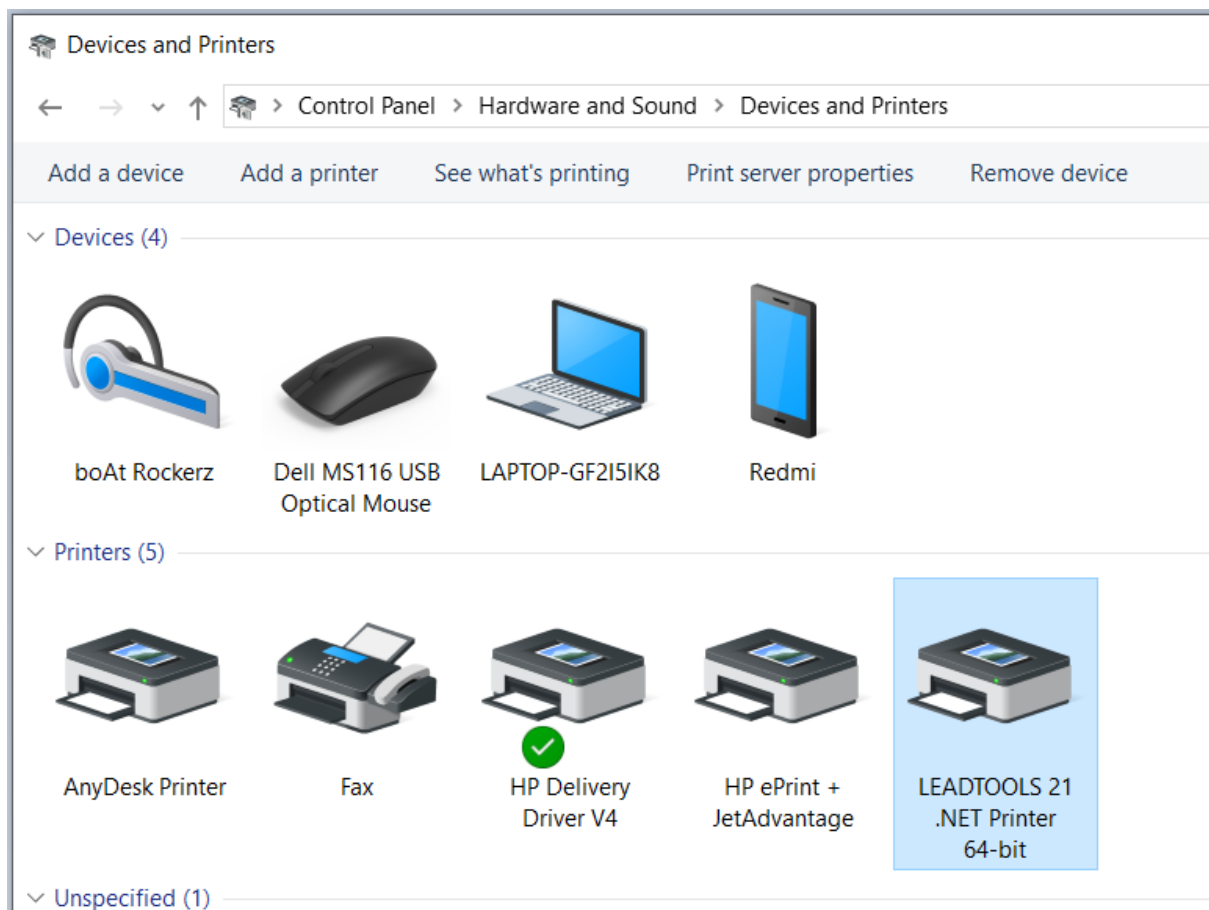 Devices and Printers
Control Panel > Hardware and Sound > Devices and Printers
Add a device Add a printer See what's printing Print server properties Remove device
Devices (4)
boAt Rockerz Dell MS116 USB LAPTOP-GF2I5IK8 Redmi
Optical Mouse
Printers (5)
AnyDesk Printer Fax HP Delivery HP ePrint + LEADTOOLS 21
Driver V4 JetAdvantage .NET Printer
64-bit
Unspecified (1)